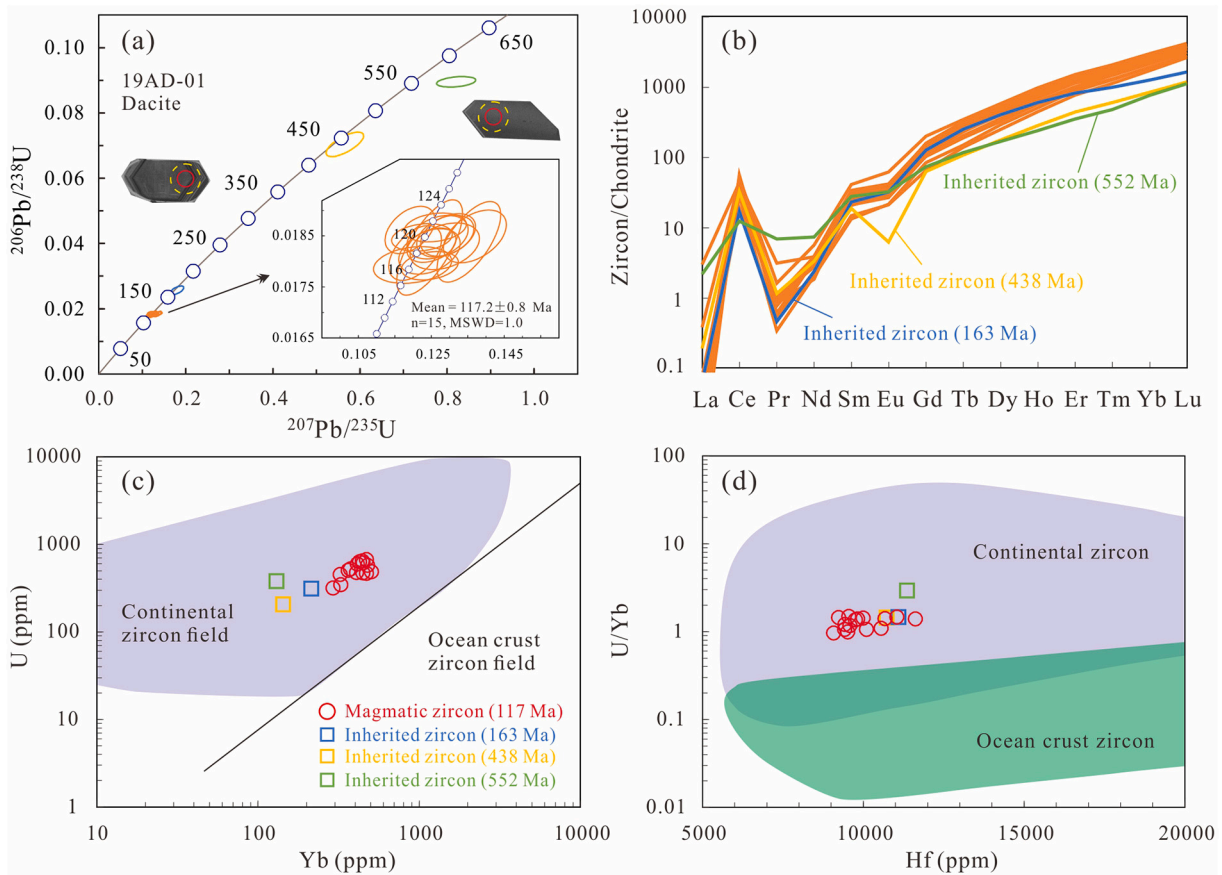 (a)
19AD-01
Dacite
0.10
0.08
0.06
0.04
0.02
0.00
206Pb/238U
50
150
250
350
450
550
650
0.0185
0.0175
0.0165
124
120
116
112
Mean = 117.2±0.8 Ma
n=15, MSWD=1.0
0.105
0.125
0.145
0.0
0.2
0.4
0.6
0.8
1.0
207Pb/235U
(b)
10000
1000
100
10
1
0.1
Zircon/Chondrite
Inherited zircon (552 Ma)
Inherited zircon (438 Ma)
Inherited zircon (163 Ma)
La Ce Pr Nd Sm Eu Gd Tb Dy Ho Er Tm Yb Lu
(c)
10000
1000
100
10
1
U (ppm)
Continental
zircon field
Ocean crust
zircon field
Magmatic zircon (117 Ma)
Inherited zircon (163 Ma)
Inherited zircon (438 Ma)
Inherited zircon (552 Ma)
10
100
1000
10000
Yb (ppm)
(d)
100
10
1
0.1
0.01
U/Yb
Continental zircon
Ocean crust zircon
5000
10000
15000
20000
Hf (ppm)